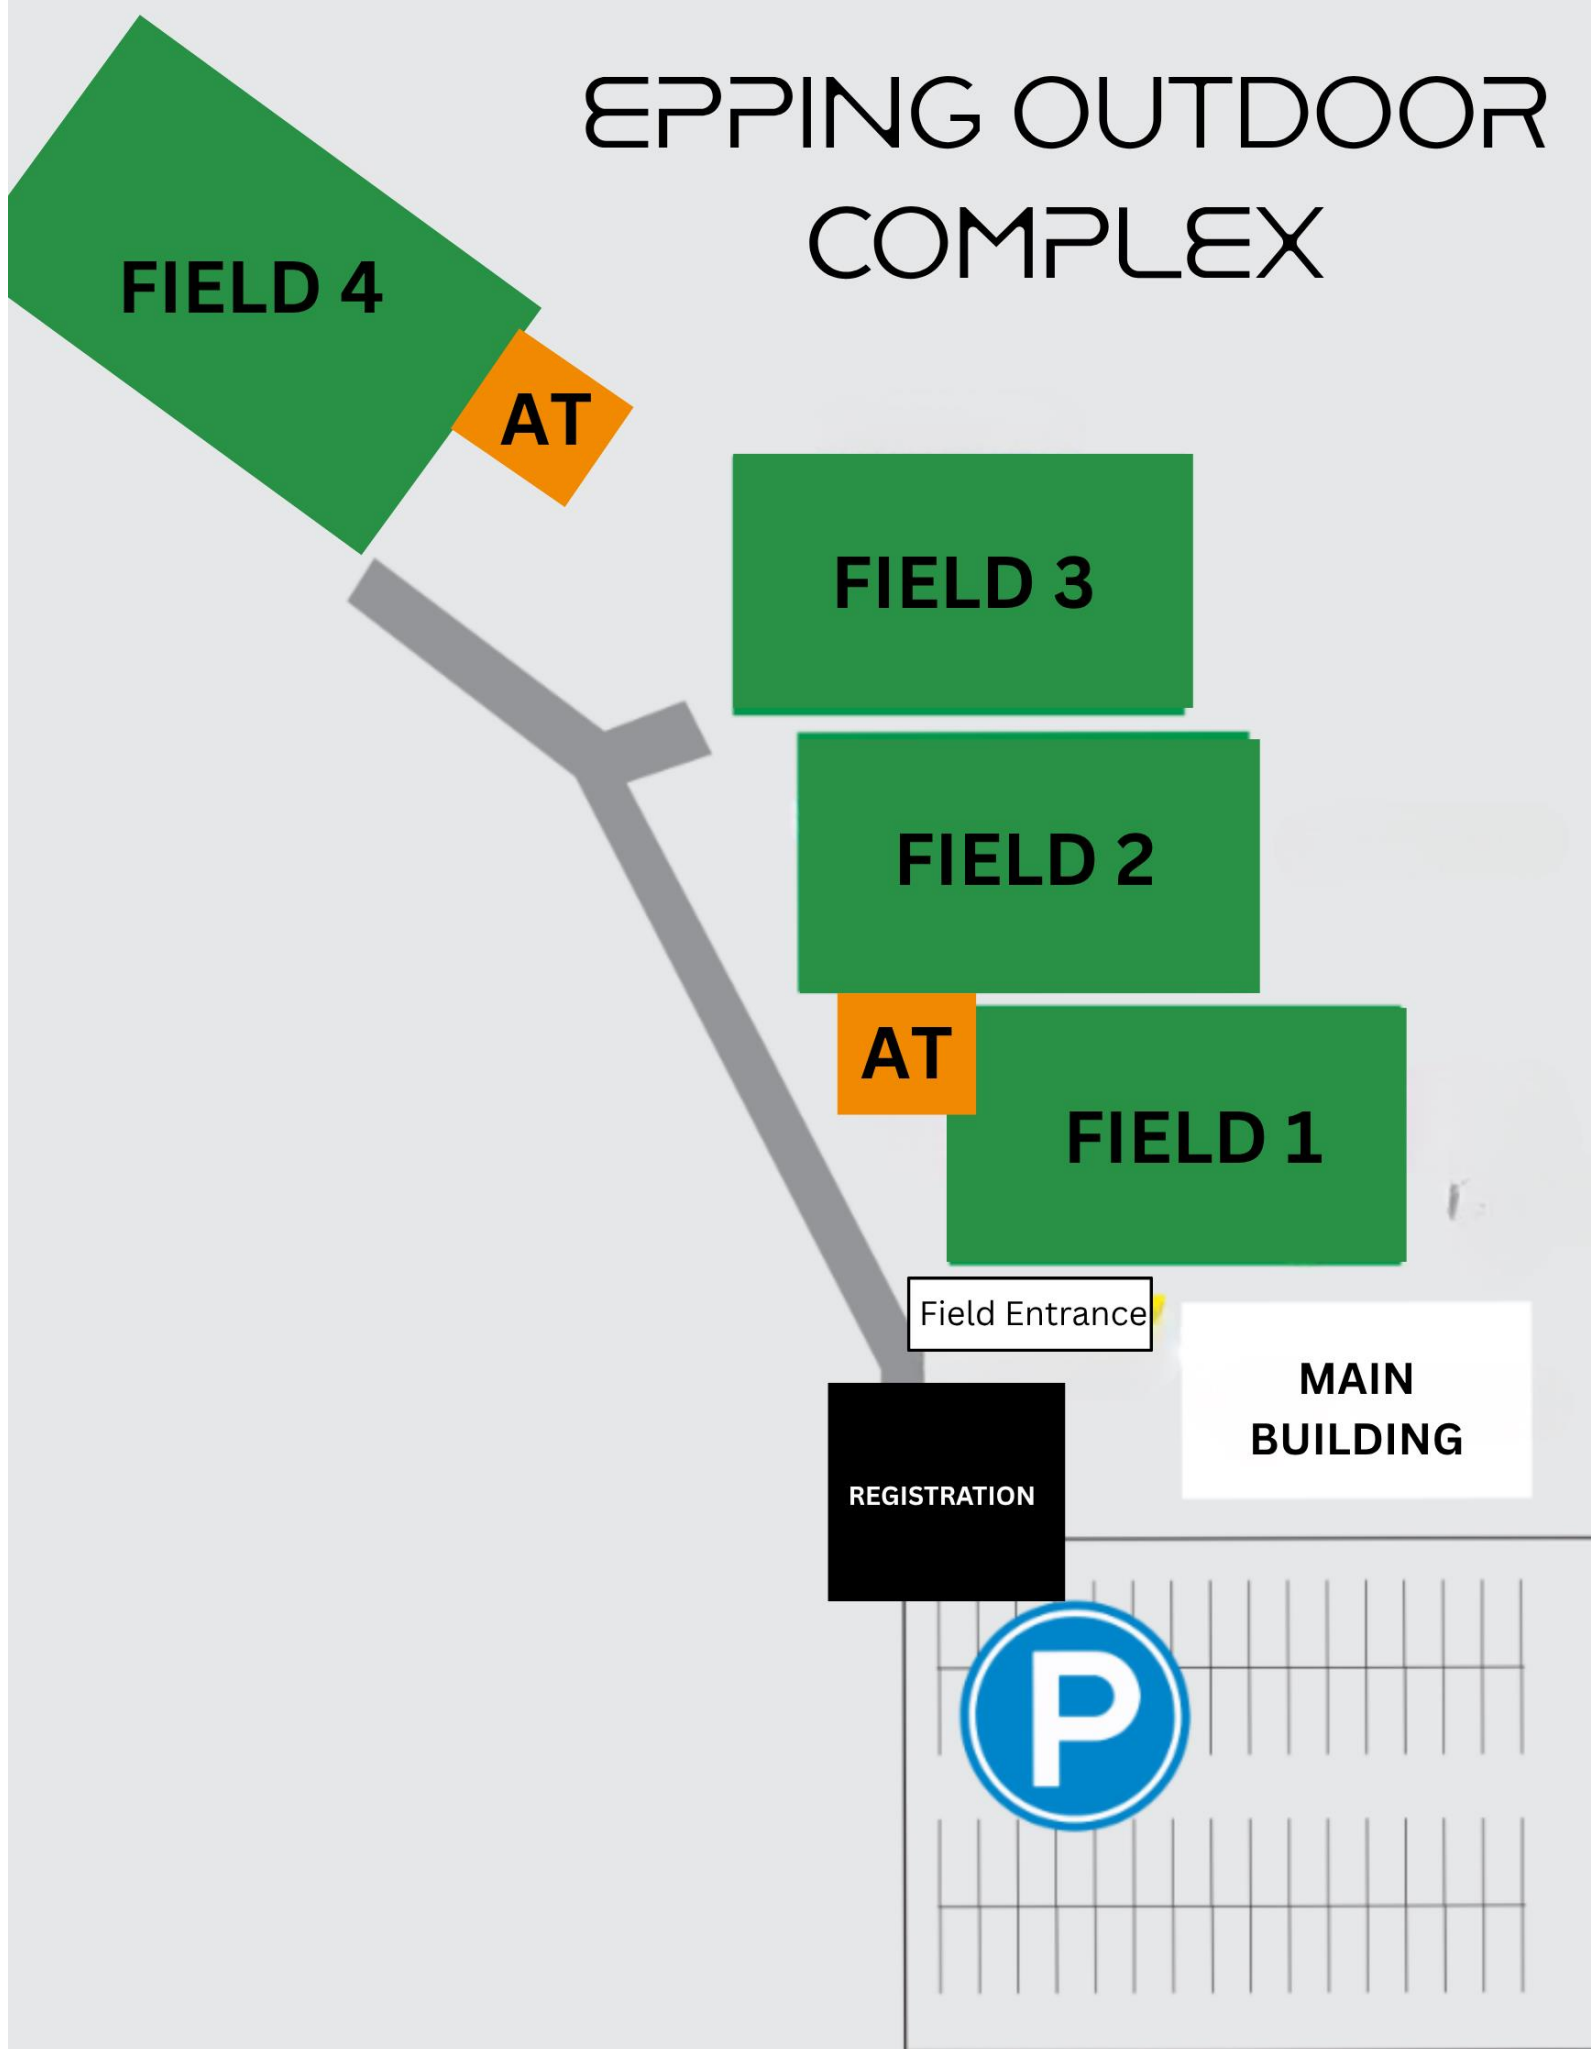 EPPING OUTDOOR
COMPLEX
FIELD 4
AT
FIELD 3
FIELD 2
AT
FIELD 1
Field Entrance
MAIN
BUILDING
REGISTRATION
P